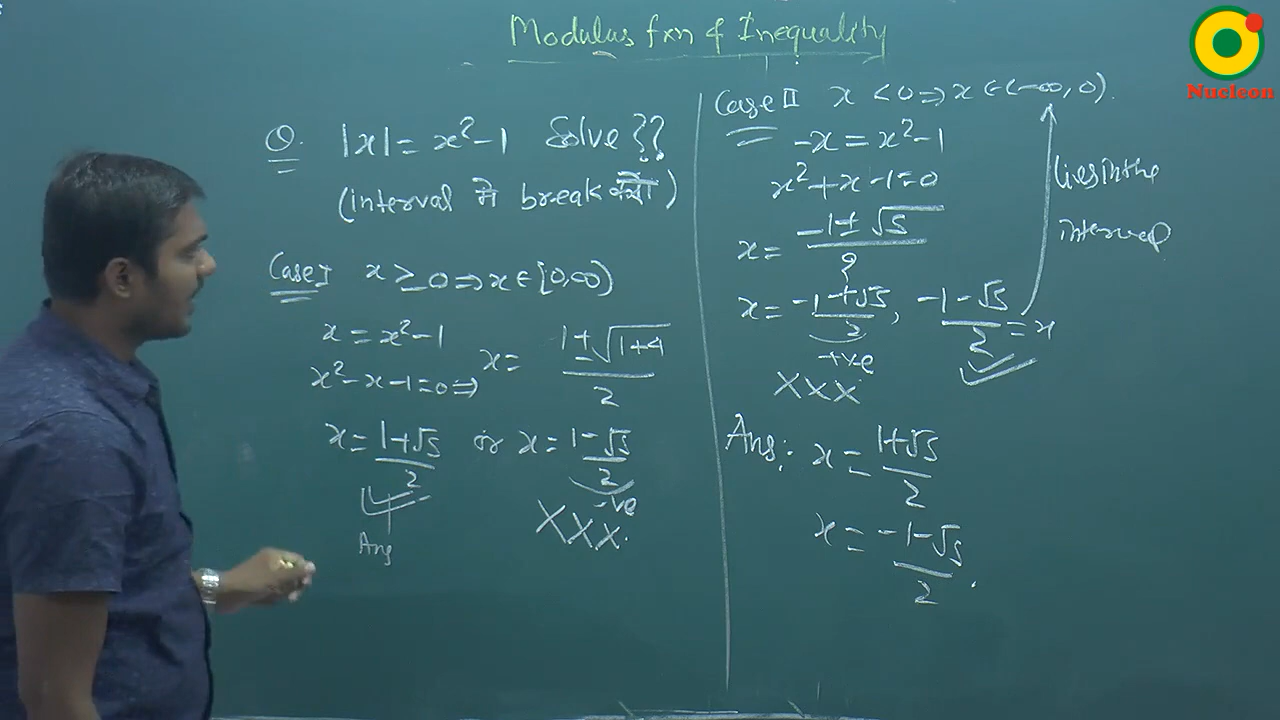 Modulus fxn & Inequality
Nucleon
Q. |x| = x²-1 Solve??
(interval में break करेंगे)
Case I x ≥ 0 ⇒ x ∈ [0,∞)
x = x²-1
x²-x-1=0 ⇒ x = (1±√(1+4))/2
x = (1+√5)/2 or x = (1-√5)/2
-ve
XXX.
Ans
Case II x < 0 ⇒ x ∈ (-∞, 0).
-x = x²-1
x²+x-1=0
x = (-1±√5)/2
x = (-1+√5)/2, (-1-√5)/2 = x
+ve
XXX
lies in the
interval
Ans: x = (1+√5)/2
x = (-1-√5)/2.